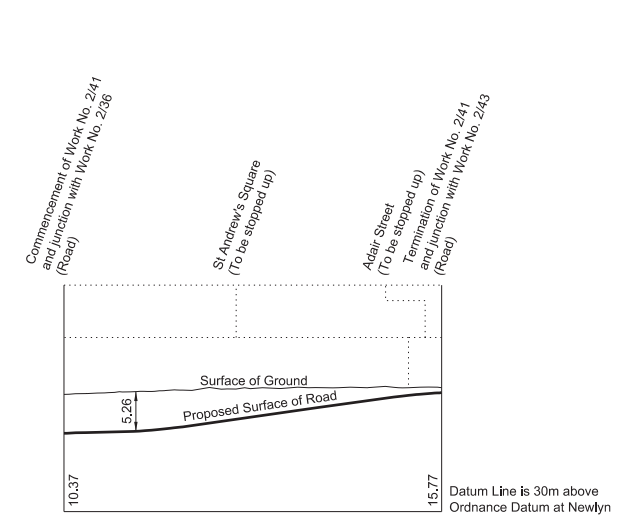 Commencement of Work No. 2/41
and junction with Work No. 2/36
(Road)
St Andrew's Square
(To be stopped up)
Adair Street
(To be stopped up)
Termination of Work No. 2/41
and junction with Work No. 2/43
(Road)
Surface of Ground
5.26
Proposed Surface of Road
10.37
15.77
Datum Line is 30m above
Ordnance Datum at Newlyn